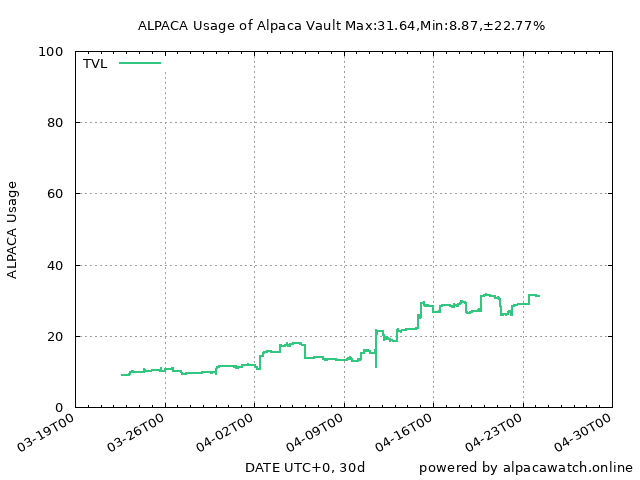 ALPACA Usage of Alpaca Vault Max:31.64,Min:8.87,±22.77%
100
TVL
80
60
40
20
0
ALPACA Usage
03-19T00
03-26T00
04-02T00
04-09T00
04-16T00
04-23T00
04-30T00
DATE UTC+0, 30d
powered by alpacawatch.online